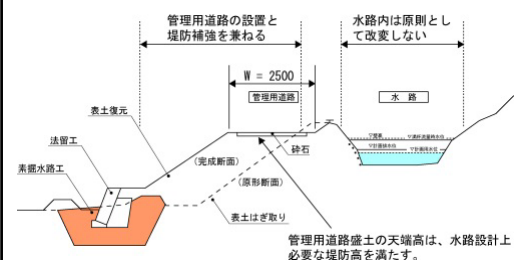 管理用道路の設置と
堤防補強を兼ねる
水路内は原則とし
て改変しない
W = 2500
管理用道路
水 路
表土復元
法留工
素掘水路工
砕石
(完成断面)
(原形断面)
表土はぎ取り
管理用道路盛土の天端高は、水路設計上
必要な堤防高を満たす。